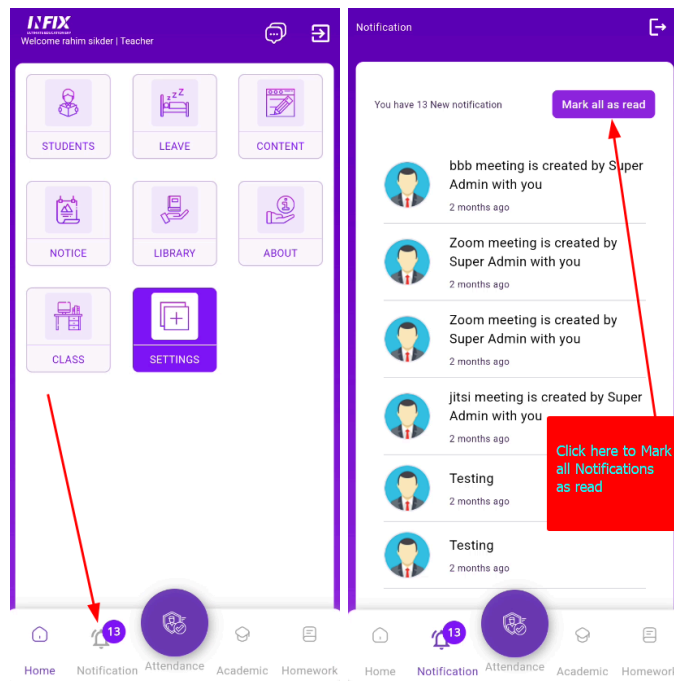 INFIX
Welcome rahim sikder | Teacher
STUDENTS
LEAVE
zzZ
CONTENT
NOTICE
LIBRARY
ABOUT
CLASS
SETTINGS
13
Home
Notification
Attendance
Academic
Homework
Notification
You have 13 New notification
Mark all as read
bbb meeting is created by Super
Admin with you
2 months ago
Zoom meeting is created by
Super Admin with you
2 months ago
Zoom meeting is created by
Super Admin with you
2 months ago
jitsi meeting is created by Super
Admin with you
2 months ago
Testing
2 months ago
Testing
2 months ago
Click here to Mark
all Notifications
as read
13
Home
Notification
Attendance
Academic
Homework